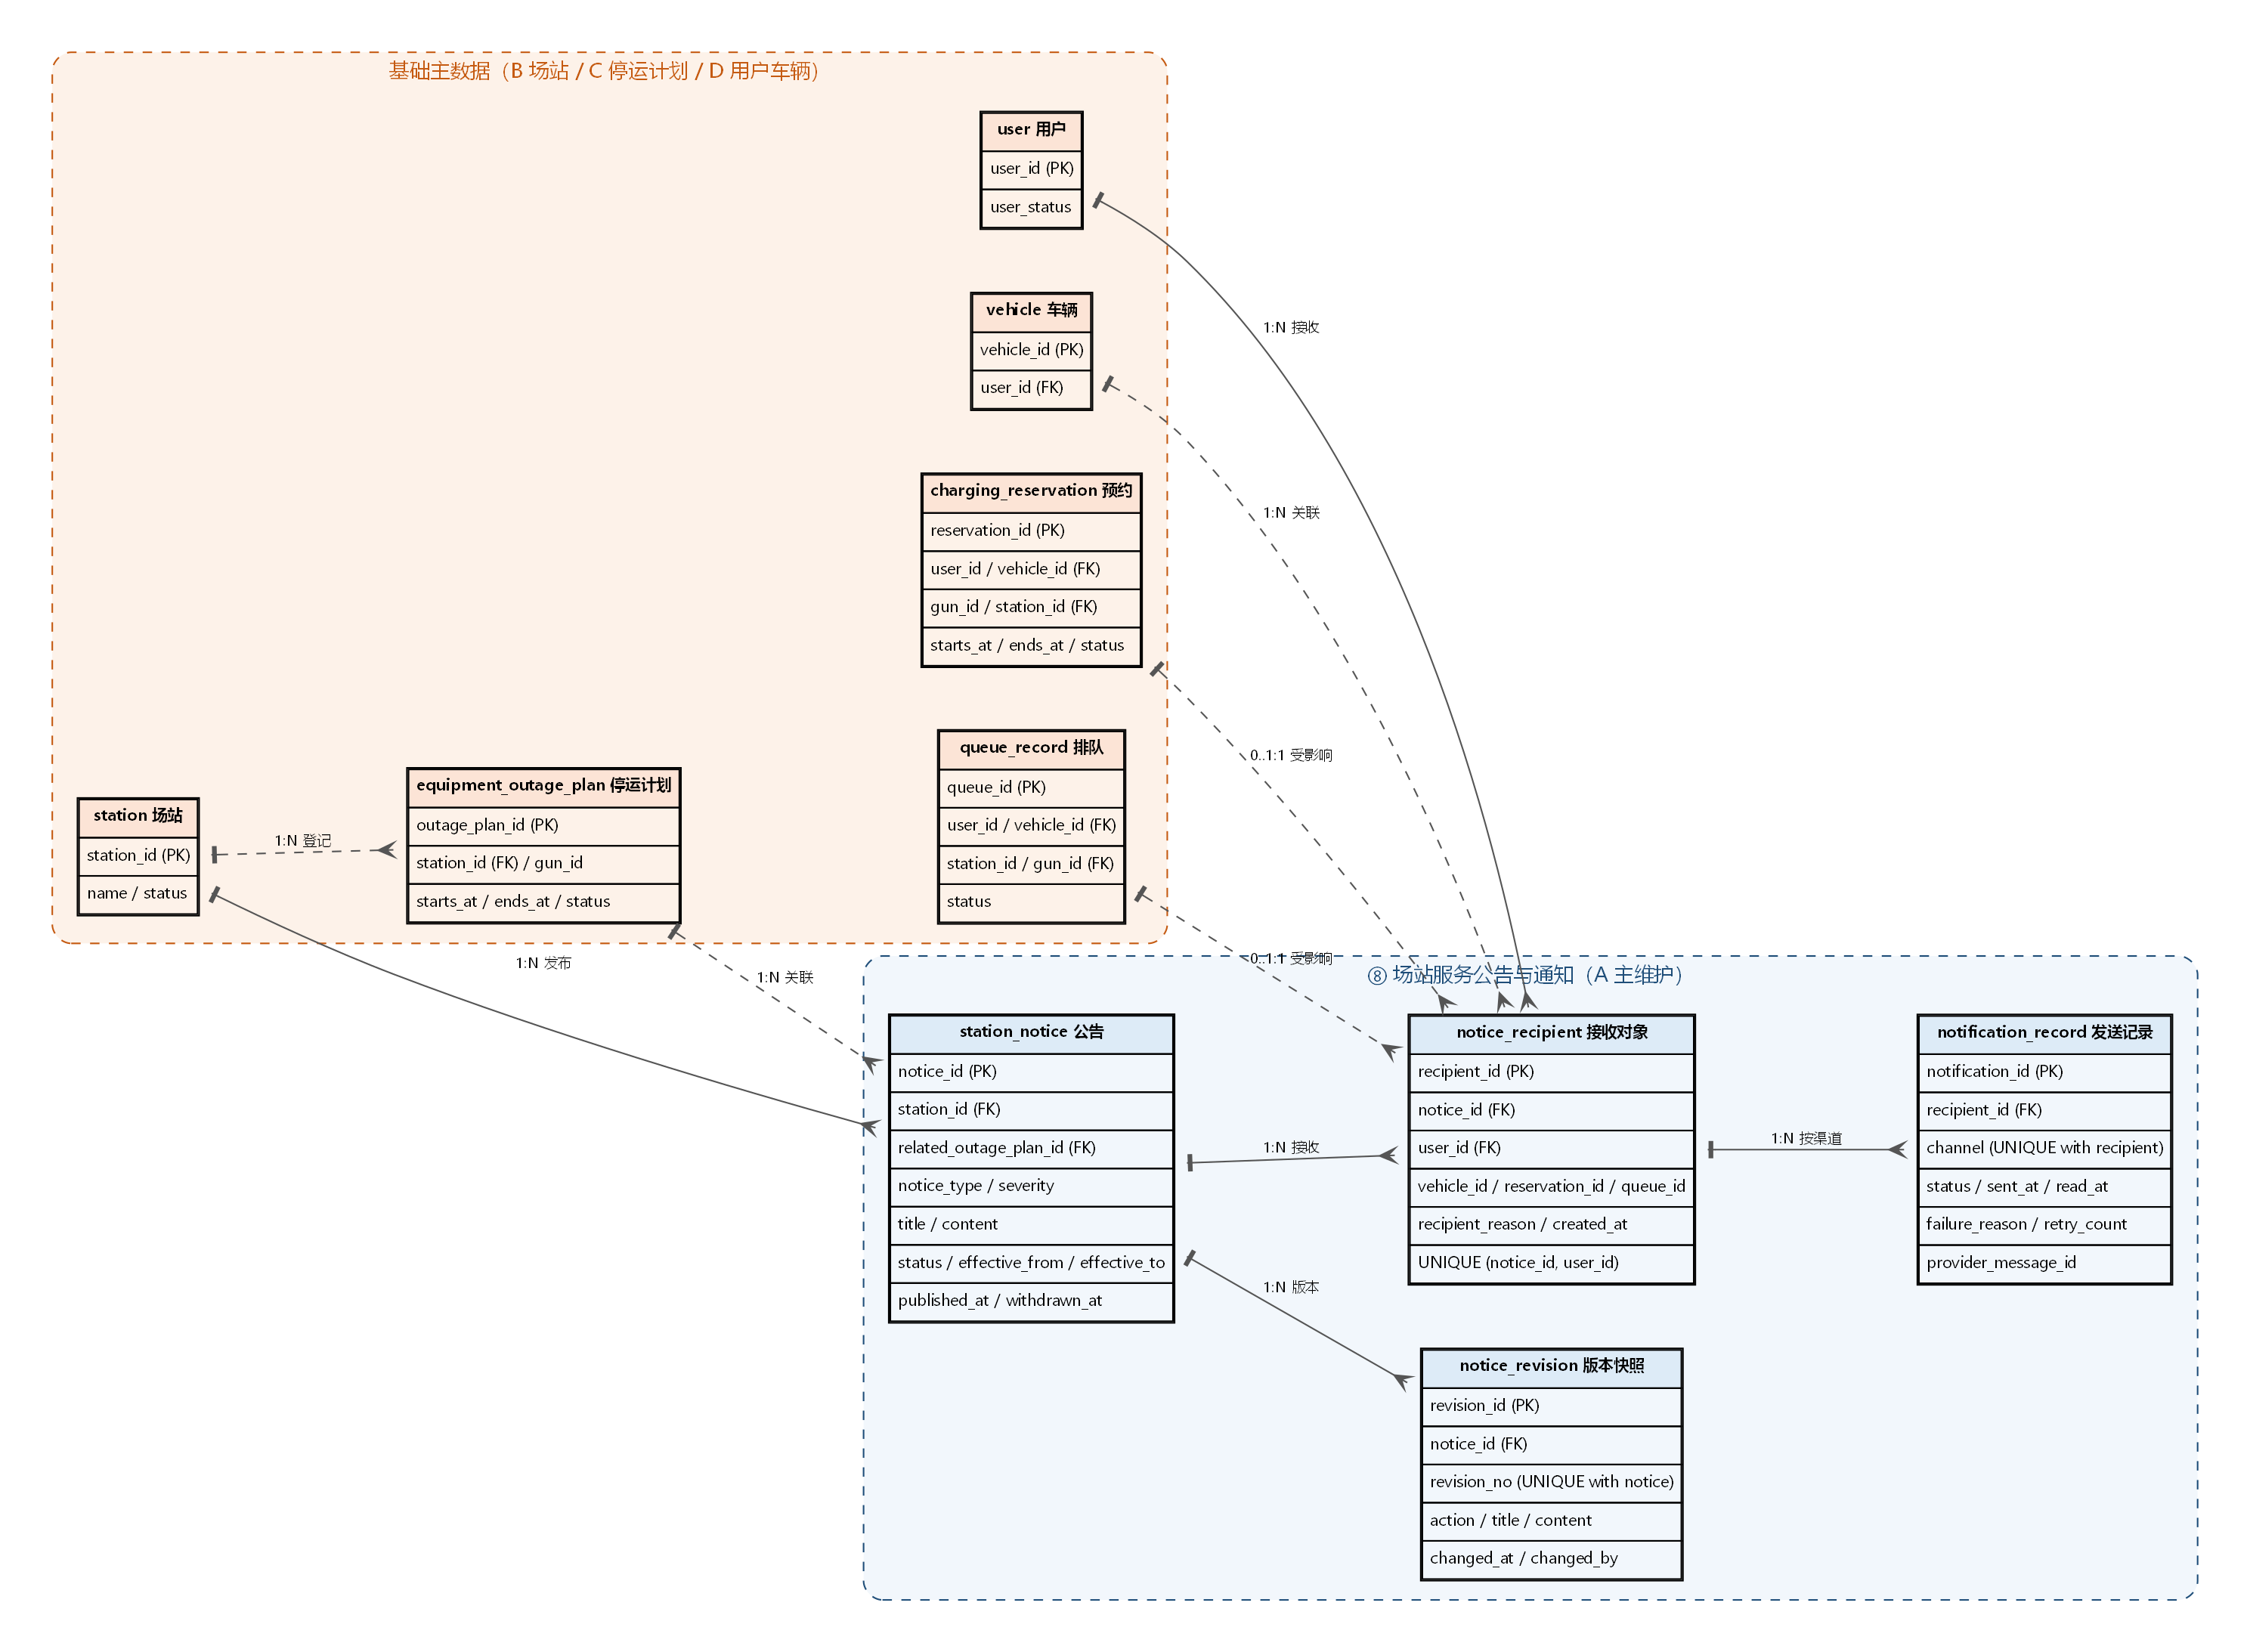 基础主数据（B 场站 / C 停运计划 / D 用户车辆）
user 用户
user_id (PK)
user_status
vehicle 车辆
vehicle_id (PK)
user_id (FK)
charging_reservation 预约
reservation_id (PK)
user_id / vehicle_id (FK)
gun_id / station_id (FK)
starts_at / ends_at / status
queue_record 排队
queue_id (PK)
user_id / vehicle_id (FK)
station_id / gun_id (FK)
status
station 场站
station_id (PK)
name / status
1:N 登记
equipment_outage_plan 停运计划
outage_plan_id (PK)
station_id (FK) / gun_id
starts_at / ends_at / status
1:N 接收
1:N 关联
0..1:1 受影响
0..1:1 受影响
1:N 发布
1:N 关联
⑧ 场站服务公告与通知（A 主维护）
station_notice 公告
notice_id (PK)
station_id (FK)
related_outage_plan_id (FK)
notice_type / severity
title / content
status / effective_from / effective_to
published_at / withdrawn_at
1:N 接收
1:N 版本
notice_recipient 接收对象
recipient_id (PK)
notice_id (FK)
user_id (FK)
vehicle_id / reservation_id / queue_id
recipient_reason / created_at
UNIQUE (notice_id, user_id)
1:N 按渠道
notification_record 发送记录
notification_id (PK)
recipient_id (FK)
channel (UNIQUE with recipient)
status / sent_at / read_at
failure_reason / retry_count
provider_message_id
notice_revision 版本快照
revision_id (PK)
notice_id (FK)
revision_no (UNIQUE with notice)
action / title / content
changed_at / changed_by